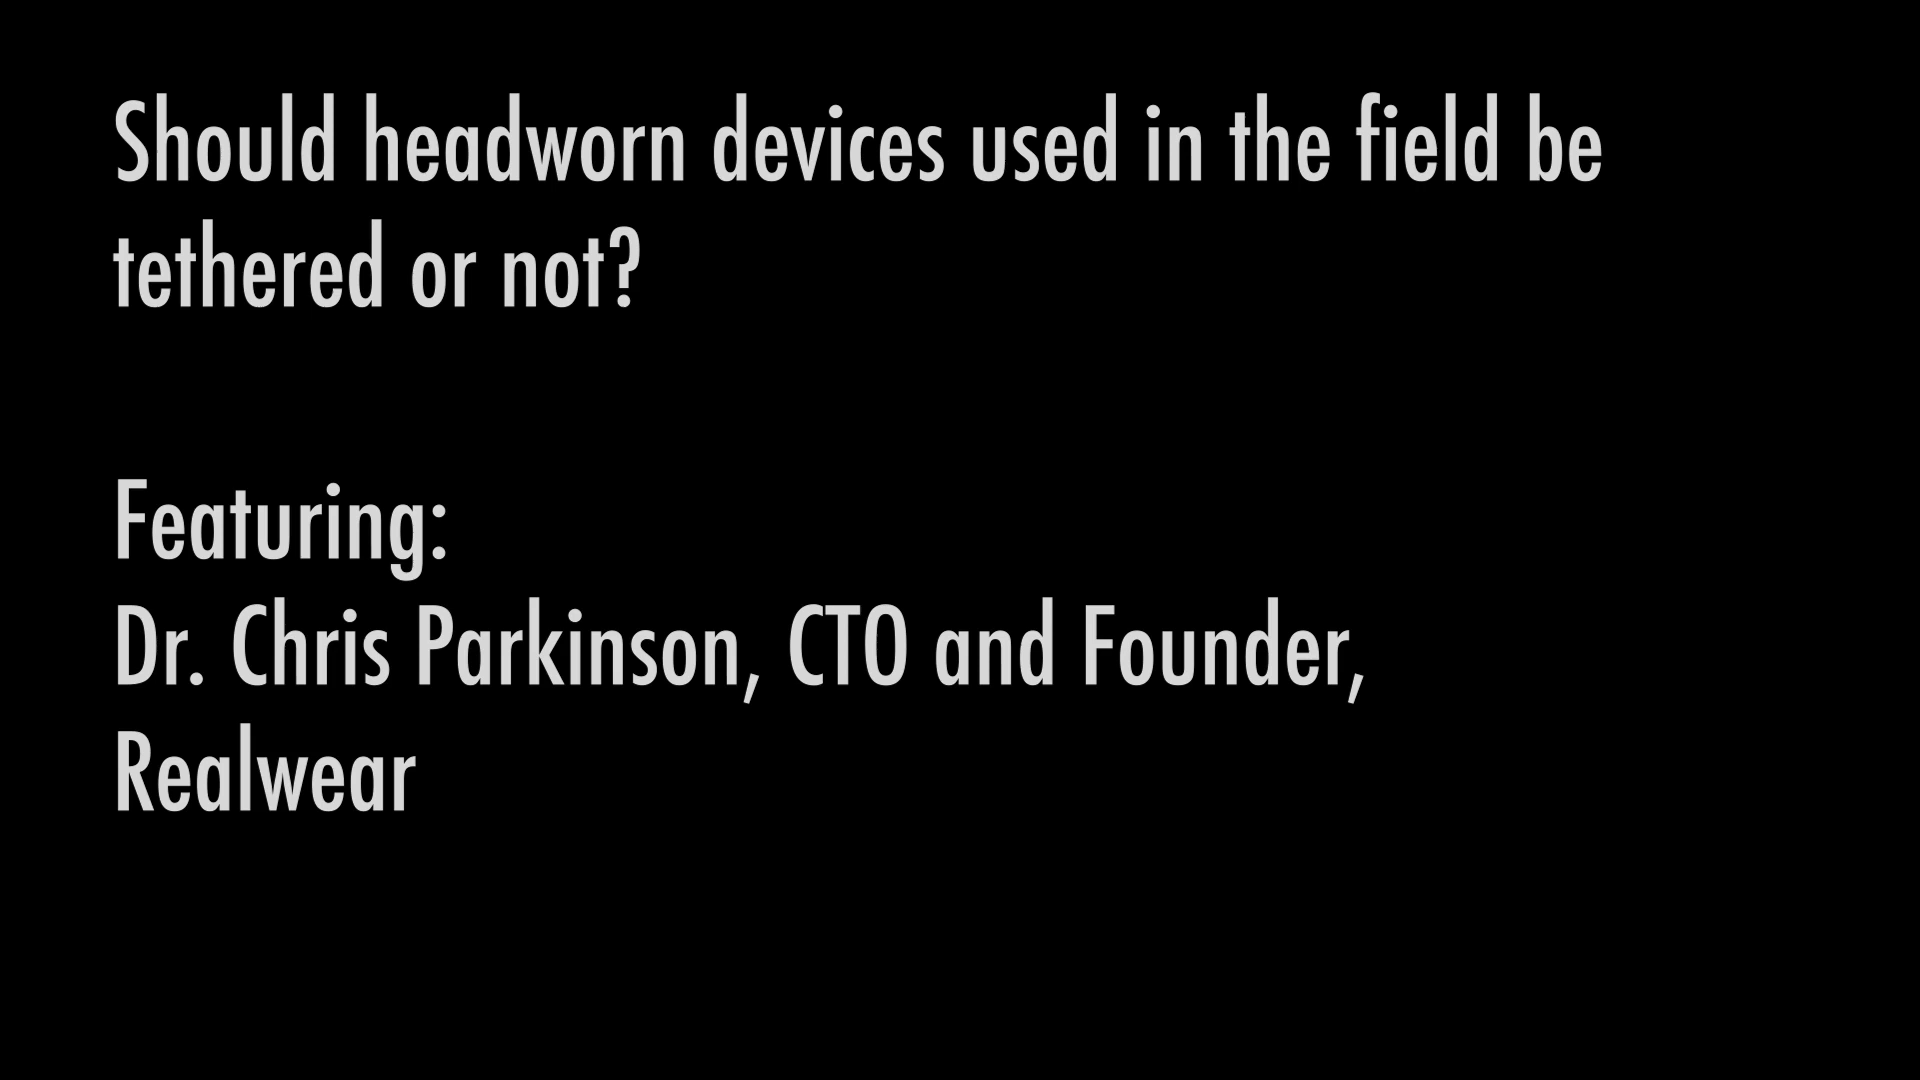 Should headworn devices used in the field be
tethered or not?
Featuring:
Dr. Chris Parkinson, CTO and Founder,
Realwear